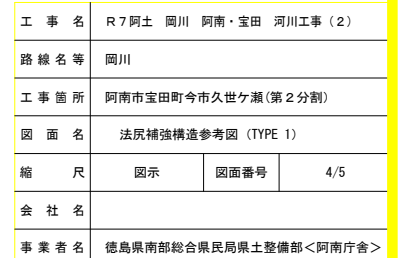 工事名 R7阿土 岡川 阿南・宝田 河川工事(2)
路線名等 岡川
工事箇所 阿南市宝田町今市久世ケ瀬(第2分割)
図面名 法尻補強構造参考図 (TYPE 1)
縮尺 図示 図面番号 4/5
会社名
事業者名 徳島県南部総合県民局県土整備部<阿南庁舎>